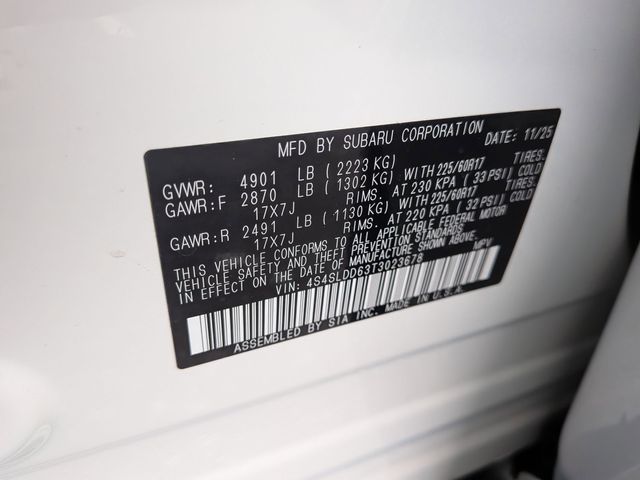 MFD BY SUBARU CORPORATION DATE: 11/25
GVWR: 4901 LB (2223 KG) TIRES:
GAWR:F 2870 LB (1302 KG) WITH 225/60R17
17X7J RIMS. AT 230 KPA (33 PSI) COLD TIRES:
GAWR:R 2491 LB (1130 KG) WITH 225/60R17
17X7J RIMS. AT 220 KPA (32 PSI) COLD
THIS VEHICLE CONFORMS TO ALL APPLICABLE FEDERAL MOTOR
VEHICLE SAFETY AND THEFT PREVENTION STANDARDS
IN EFFECT ON THE DATE OF MANUFACTURE SHOWN ABOVE. MPV
VIN: 4S4SLDD63T3023678
ASSEMBLED BY SIA INC. MADE IN U.S.A.